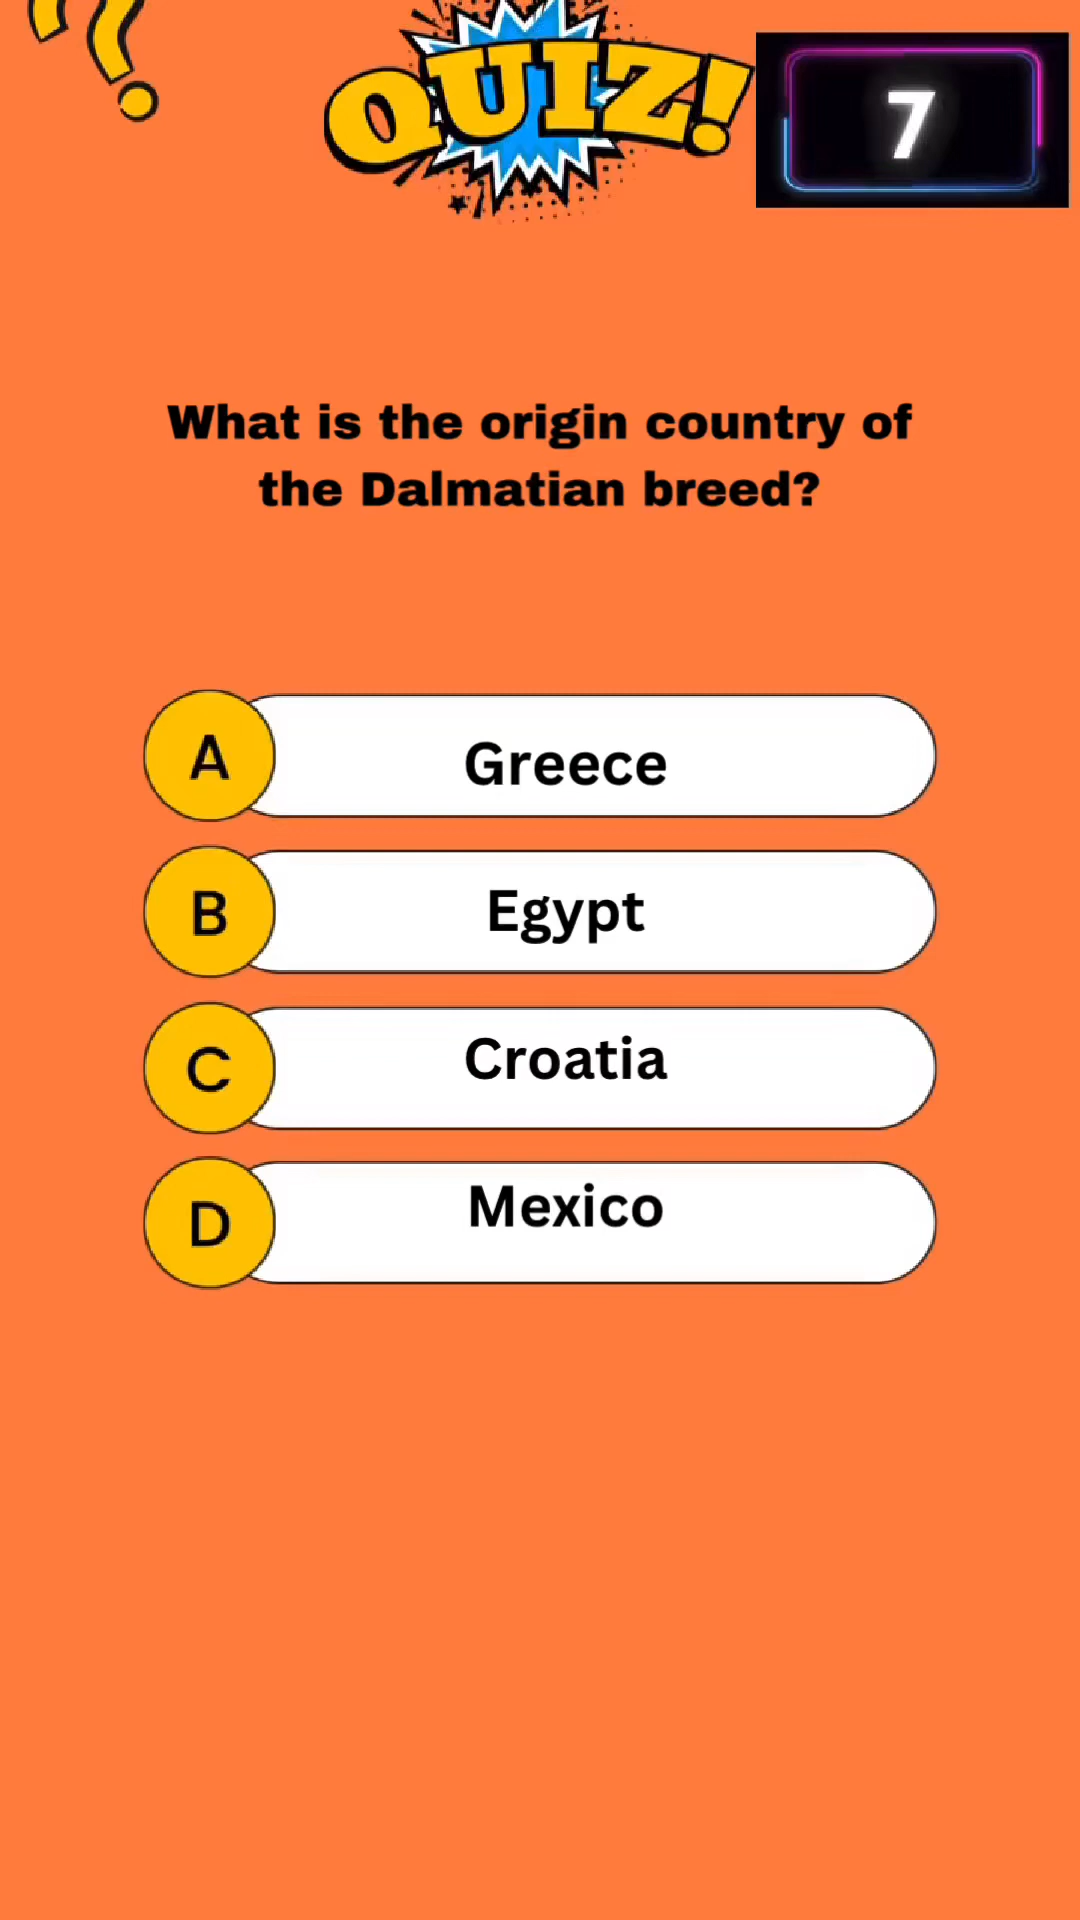 QUIZ!
7
What is the origin country of
the Dalmatian breed?
A
Greece
B
Egypt
C
Croatia
D
Mexico